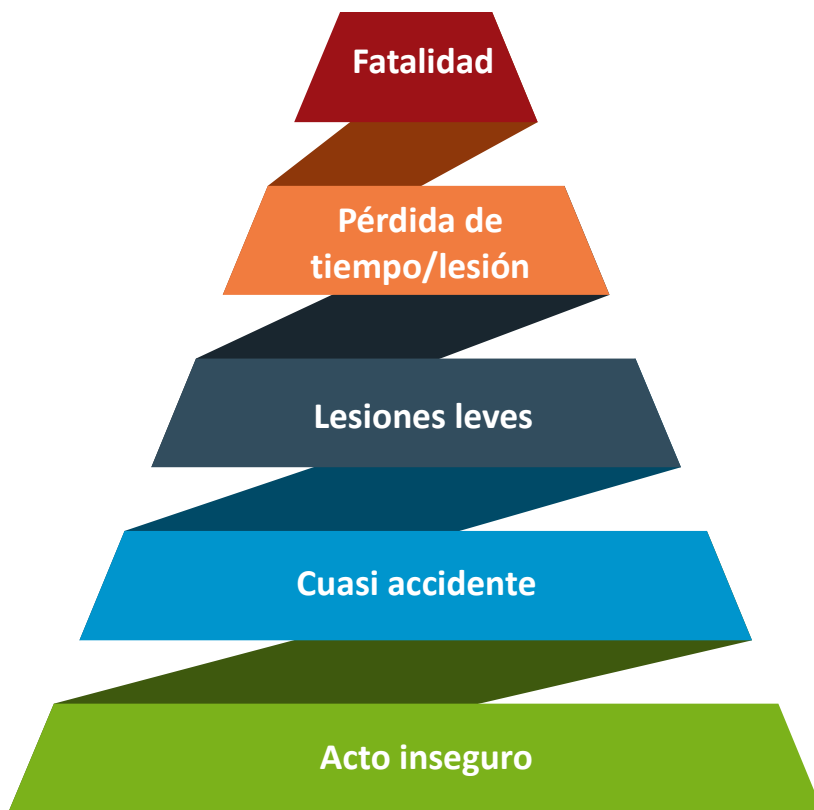 Fatalidad
Pérdida de
tiempo/lesión
Lesiones leves
Cuasi accidente
Acto inseguro